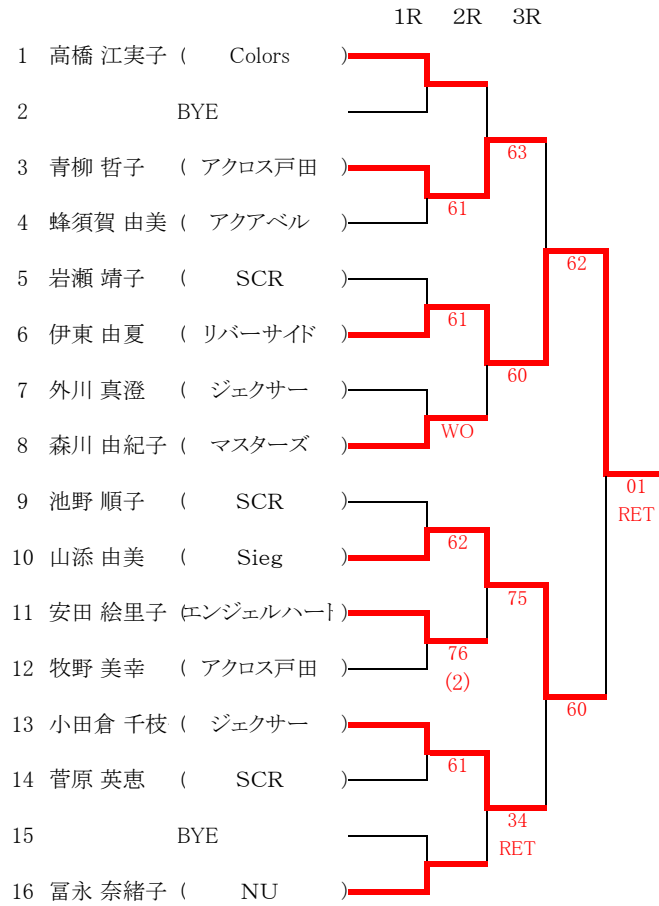 1R 2R 3R
1 高橋 江実子 ( Colors )
2 BYE
63
3 青柳 哲子 ( アクロス戸田 )
61
4 蜂須賀 由美 ( アクアベル )
62
5 岩瀬 靖子 ( SCR )
61
6 伊東 由夏 ( リバーサイド )
60
7 外川 真澄 ( ジェクサー )
WO
8 森川 由紀子 ( マスターズ )
01
9 池野 順子 ( SCR )
RET
62
10 山添 由美 ( Sieg )
75
11 安田 絵里子 (エンジェルハート)
76
12 牧野 美幸 ( アクロス戸田 )
(2)
60
13 小田倉 千枝 ( ジェクサー )
61
14 菅原 英恵 ( SCR )
34
15 BYE
RET
16 冨永 奈緒子 ( NU )